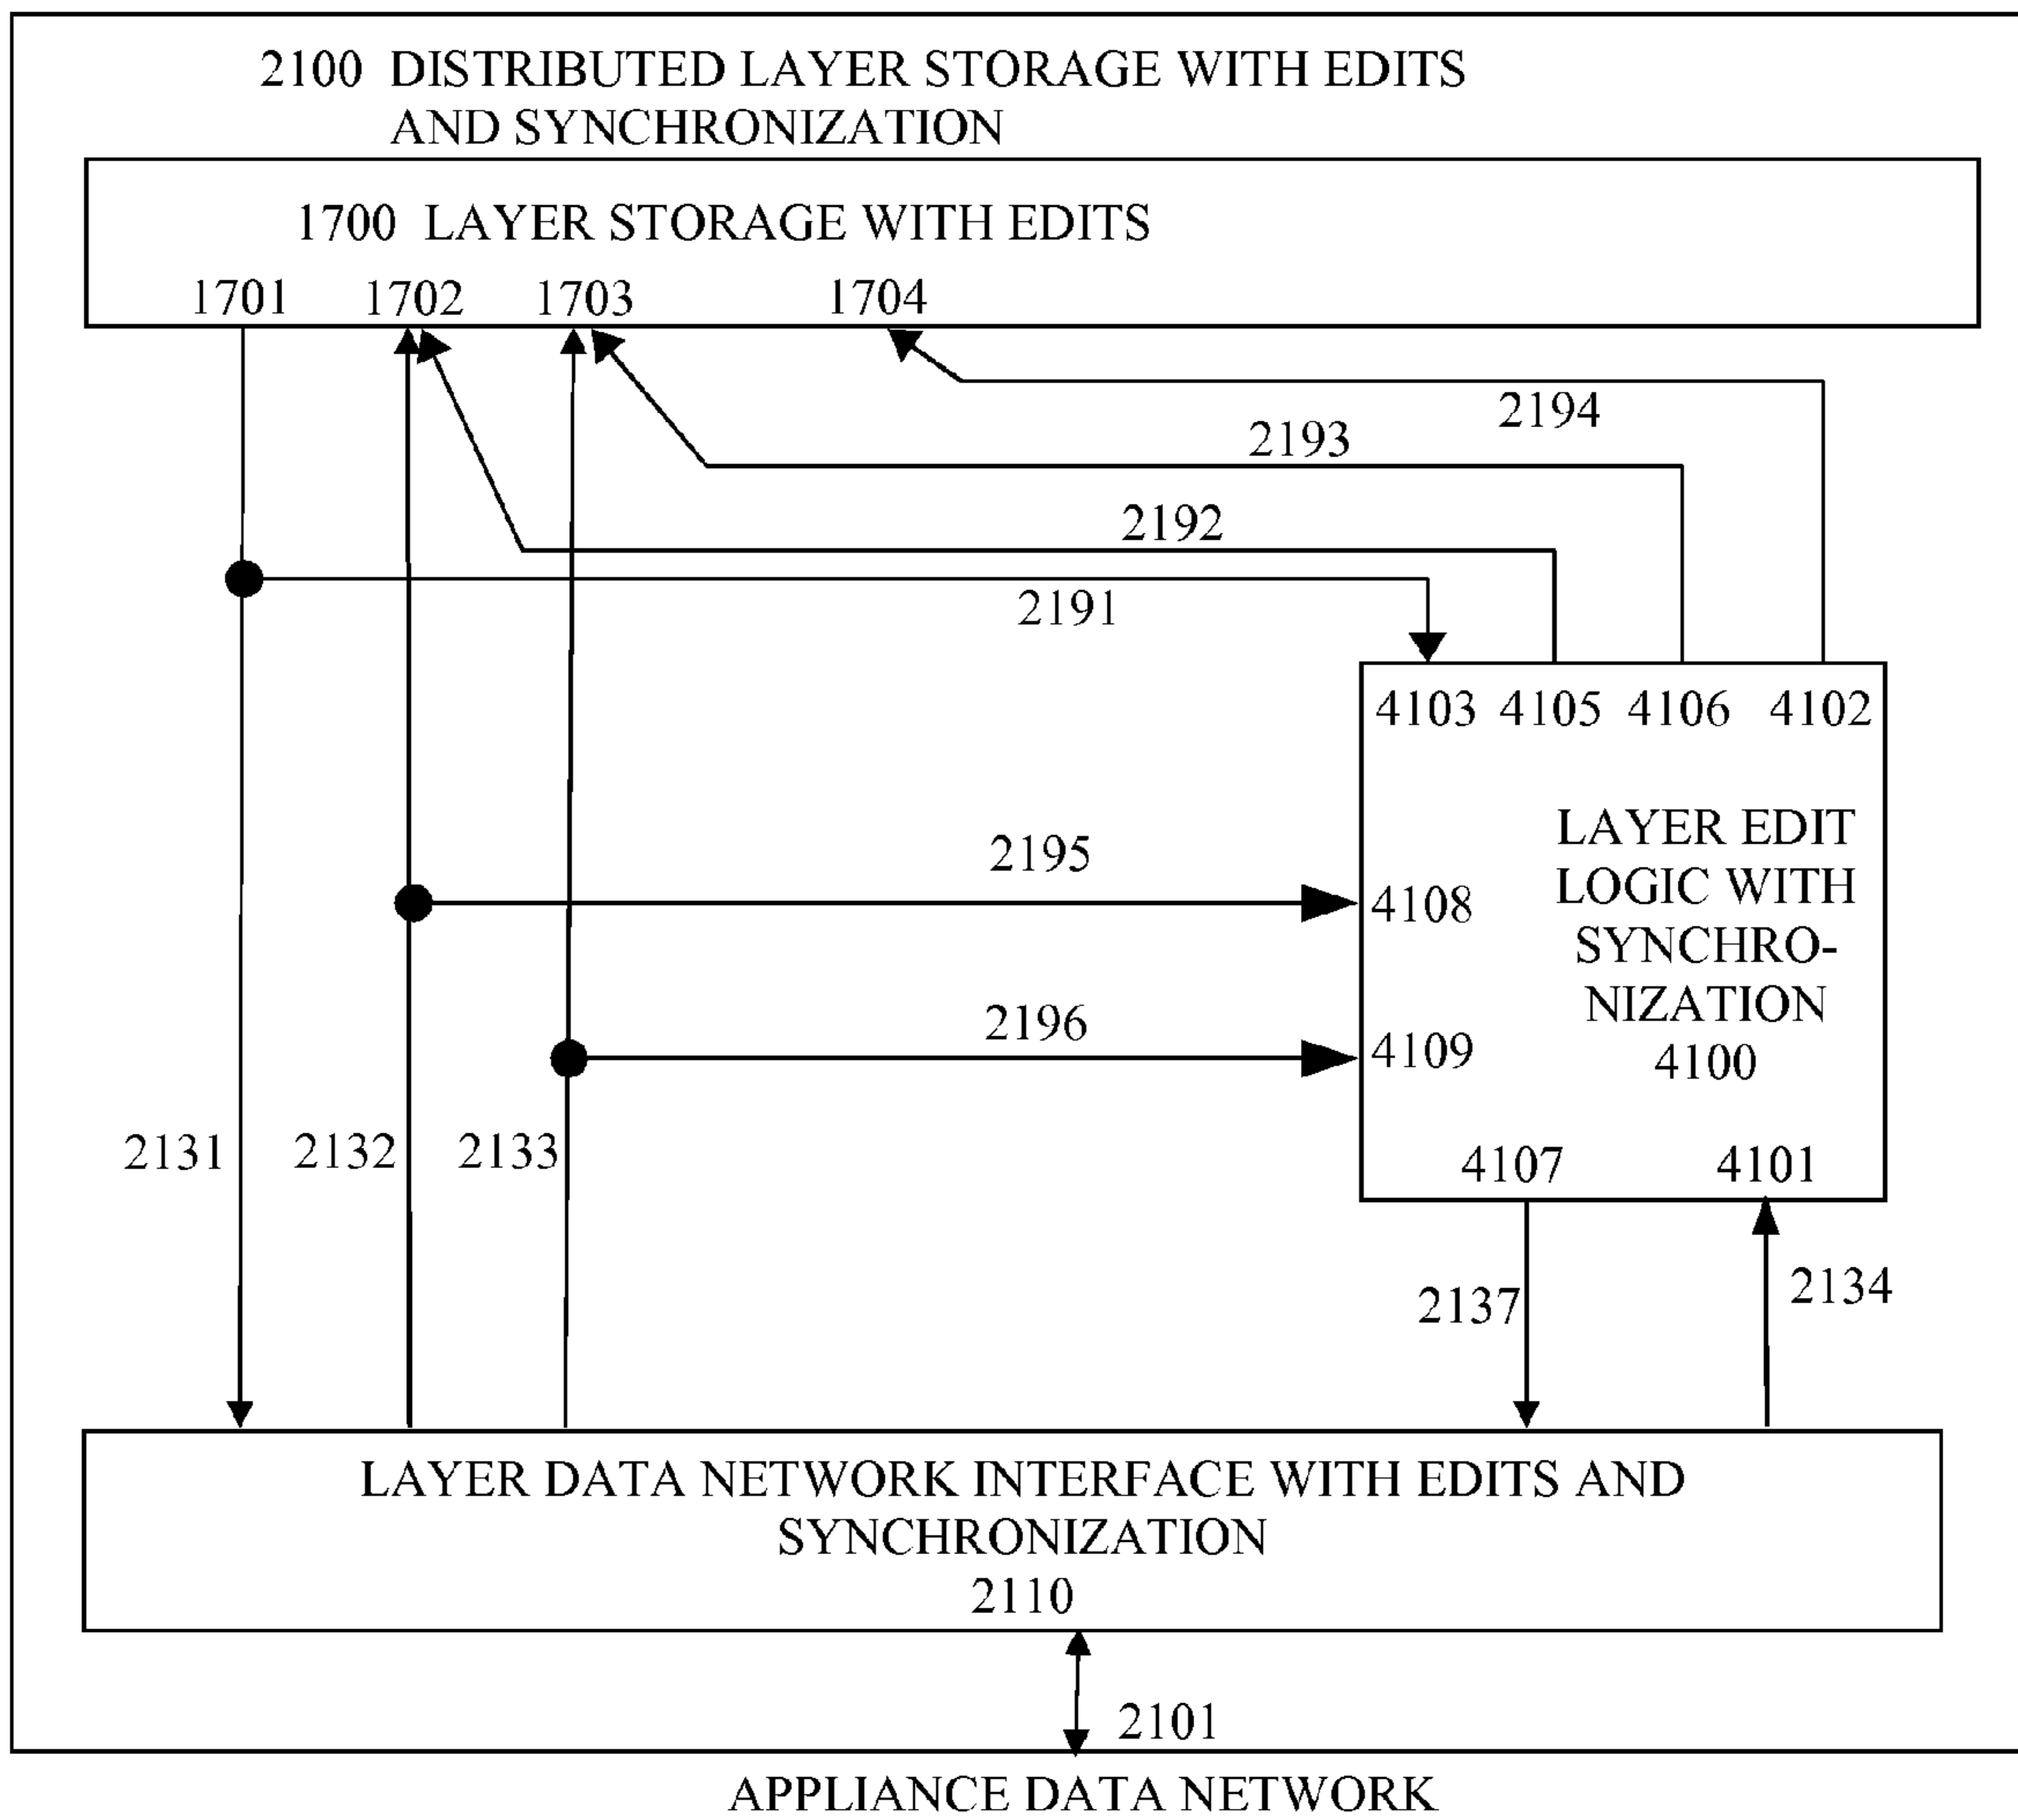 2100 DISTRIBUTED LAYER STORAGE WITH EDITS
AND SYNCHRONIZATION
1700 LAYER STORAGE WITH EDITS
1701 1702 1703 1704
2194
2193
2192
2191
4103 4105 4106 4102
LAYER EDIT
LOGIC WITH
SYNCHRO-
NIZATION
4100
2195
4108
2196
4109
2131 2132 2133
4107 4101
2137 2134
LAYER DATA NETWORK INTERFACE WITH EDITS AND
SYNCHRONIZATION
2110
2101
APPLIANCE DATA NETWORK